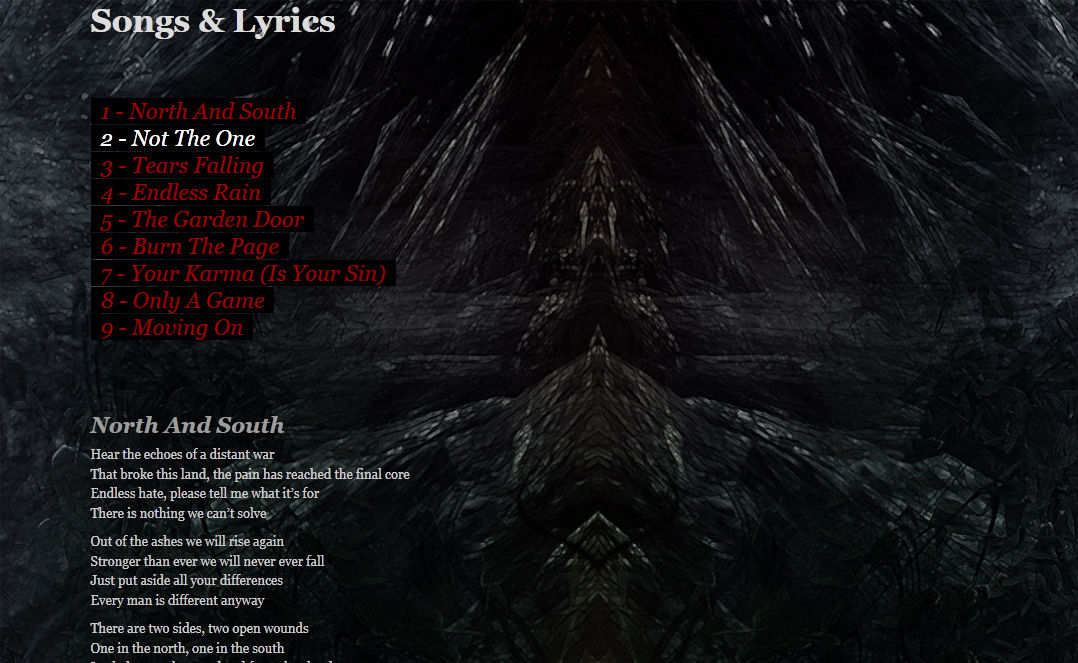 Songs & Lyrics
1 - North And South
2 - Not The One
3 - Tears Falling
4 - Endless Rain
5 - The Garden Door
6 - Burn The Page
7 - Your Karma (Is Your Sin)
8 - Only A Game
9 - Moving On
North And South
Hear the echoes of a distant war
That broke this land, the pain has reached the final core
Endless hate, please tell me what it’s for
There is nothing we can’t solve
Out of the ashes we will rise again
Stronger than ever we will never ever fall
Just put aside all your differences
Every man is different anyway
There are two sides, two open wounds
One in the north, one in the south